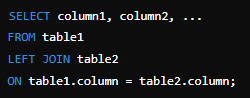 SELECT column1, column2, ...
FROM table1
LEFT JOIN table2
ON table1.column = table2.column;